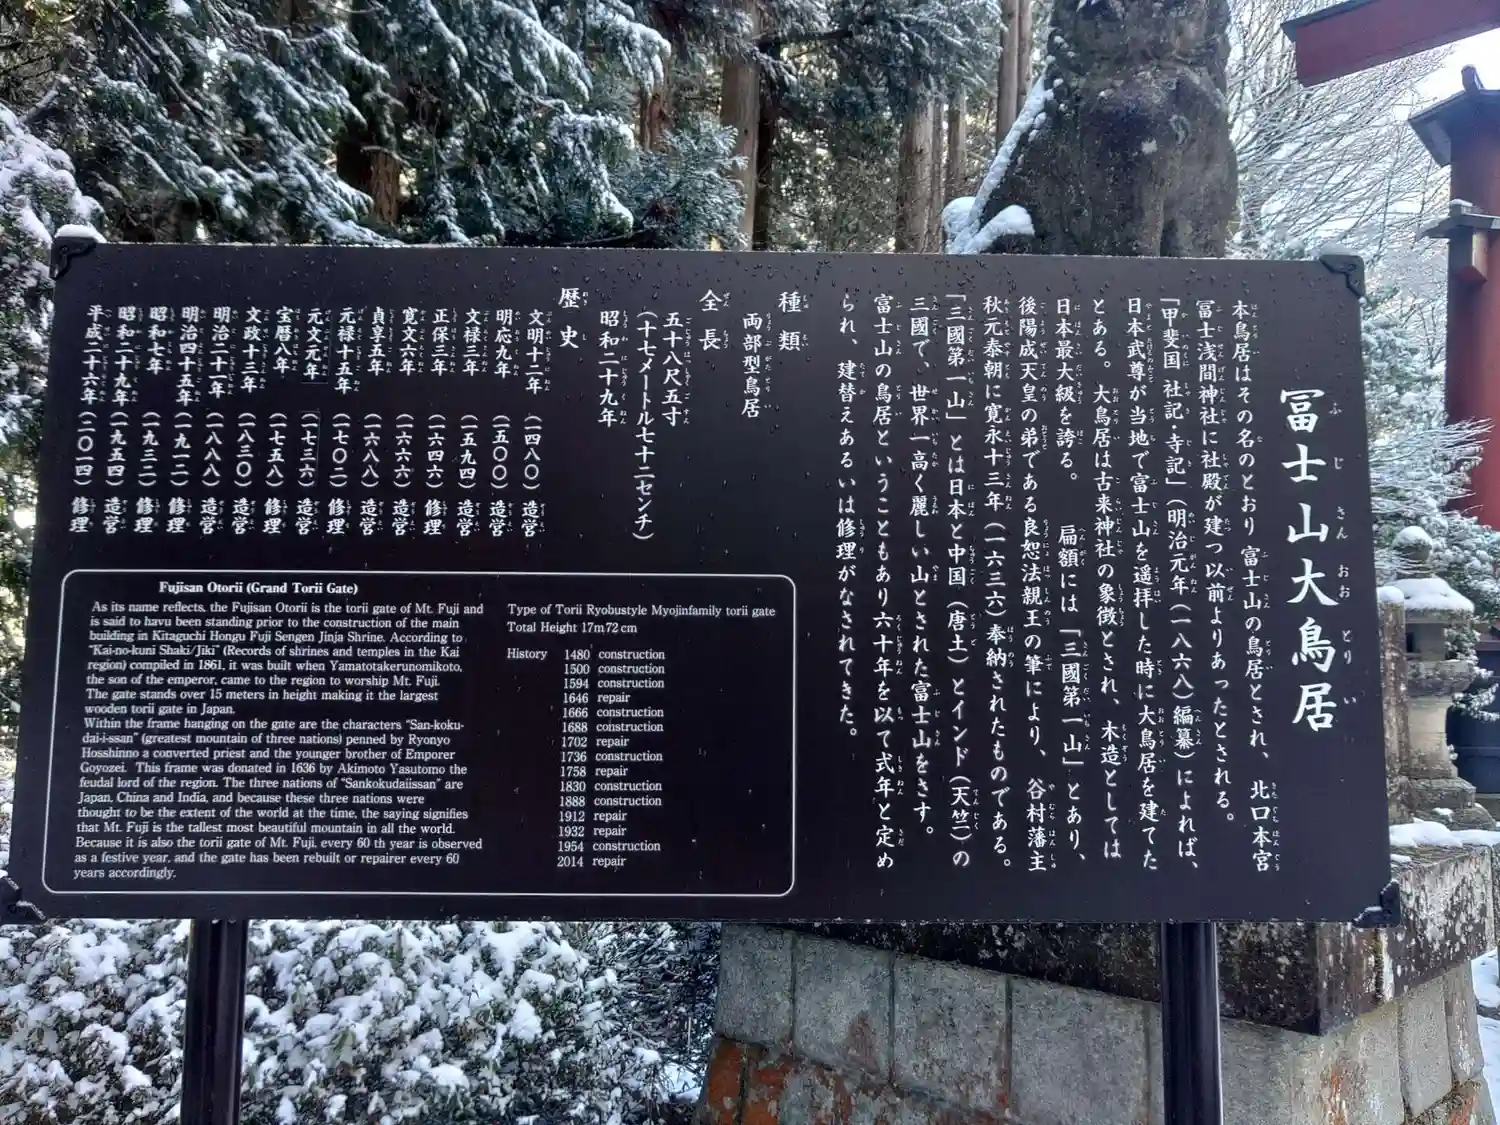 冨士山大鳥居
本鳥居はその名のとおり 富士山の鳥居とされ、 北口本宮
冨士浅間神社に社殿が建つ以前よりあったとされる。
「甲斐国 社記・寺記」(明治元年(一八六八)編纂)によれば、
日本武尊が当地で富士山を遥拝した時に大鳥居を建てた
とある。 大鳥居は古来神社の象徴とされ、木造としては
日本最大級を誇る。 扁額には「三國第一山」とあり、
後陽成天皇の弟である良恕法親王の筆により、 谷村藩主
秋元泰朝に寛永十三年(一六三六)奉納されたものである。
「三國第一山」とは日本と中国(唐土)とインド(天竺)の
三國で、世界一高く麗しい山とされた富士山をさす。
富士山の鳥居ということもあり六十年を以て式年と定め
られ、建替えあるいは修理がなされてきた。
種類
両部型鳥居
全長
五十八尺五寸
(十七メートル七十二センチ)
昭和二十九年
歴史
文明十二年(一四八〇)造営
明応九年(一五〇〇)造営
文禄三年(一五九四)造営
正保三年(一六四六)修理
寛文六年(一六六六)造営
貞享五年(一六八八)造営
元禄十五年(一七〇二)修理
元文元年(一七三六)造営
宝暦八年(一七五八)修理
文政十三年(一八三〇)造営
明治二十一年(一八八八)造営
明治四十五年(一九一二)修理
昭和七年(一九三二)修理
昭和二十九年(一九五四)造営
平成二十六年(二〇一四)修理
Fujisan Otorii (Grand Torii Gate)
As its name reflects, the Fujisan Otorii is the torii gate of Mt. Fuji and
is said to havu been standing prior to the construction of the main
building in Kitaguchi Hongu Fuji Sengen Jinja Shrine. According to
"Kai-no-kuni Shaki/Jiki" (Records of shrines and temples in the Kai
region) compiled in 1861, it was built when Yamatotakerunomikoto,
the son of the emperor, came to the region to worship Mt. Fuji.
The gate stands over 15 meters in height making it the largest
wooden torii gate in Japan.
Within the frame hanging on the gate are the characters "San-koku-
dai-i-ssan" (greatest mountain of three nations) penned by Ryonyo
Hosshinno a converted priest and the younger brother of Emporer
Goyozei. This frame was donated in 1636 by Akimoto Yasutomo the
feudal lord of the region. The three nations of "Sankokudaiissan" are
Japan, China and India, and because these three nations were
thought to be the extent of the world at the time, the saying signifies
that Mt. Fuji is the tallest most beautiful mountain in all the world.
Because it is also the torii gate of Mt. Fuji, every 60 th year is observed
as a festive year, and the gate has been rebuilt or repairer every 60
years accordingly.
Type of Torii Ryobustyle Myojinfamily torii gate
Total Height 17m72cm
History 1480 construction
1500 construction
1594 construction
1646 repair
1666 construction
1688 construction
1702 repair
1736 construction
1758 repair
1830 construction
1888 construction
1912 repair
1932 repair
1954 construction
2014 repair